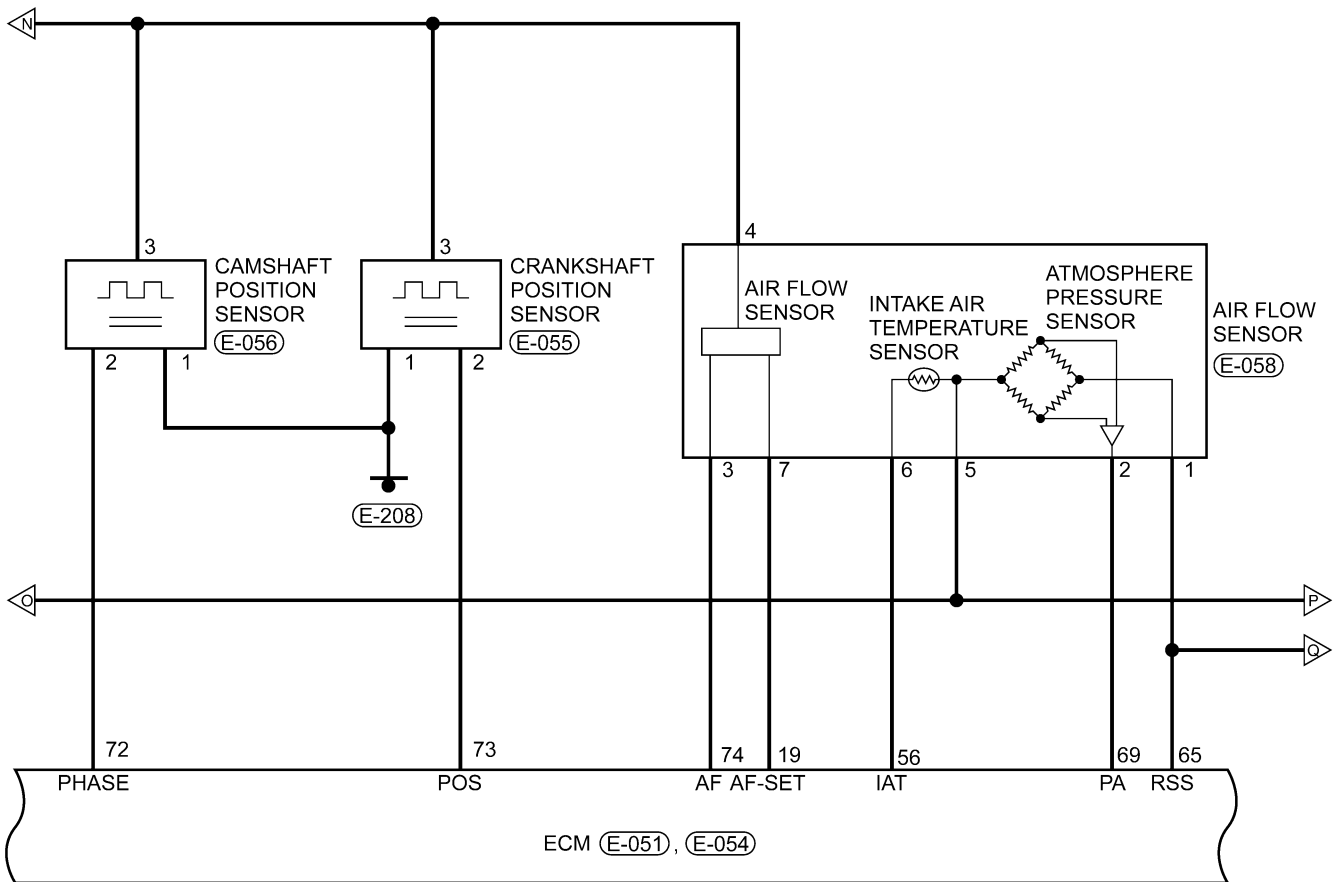 N
4
3
3
CAMSHAFT
POSITION
SENSOR
E-056
CRANKSHAFT
POSITION
SENSOR
E-055
AIR FLOW
SENSOR
INTAKE AIR
TEMPERATURE
SENSOR
ATMOSPHERE
PRESSURE
SENSOR
AIR FLOW
SENSOR
E-058
2 1
1 2
3 7 6 5 2 1
E-208
O
P
Q
72 73 74 19 56 69 65
PHASE POS AF AF-SET IAT PA RSS
ECM E-051 , E-054